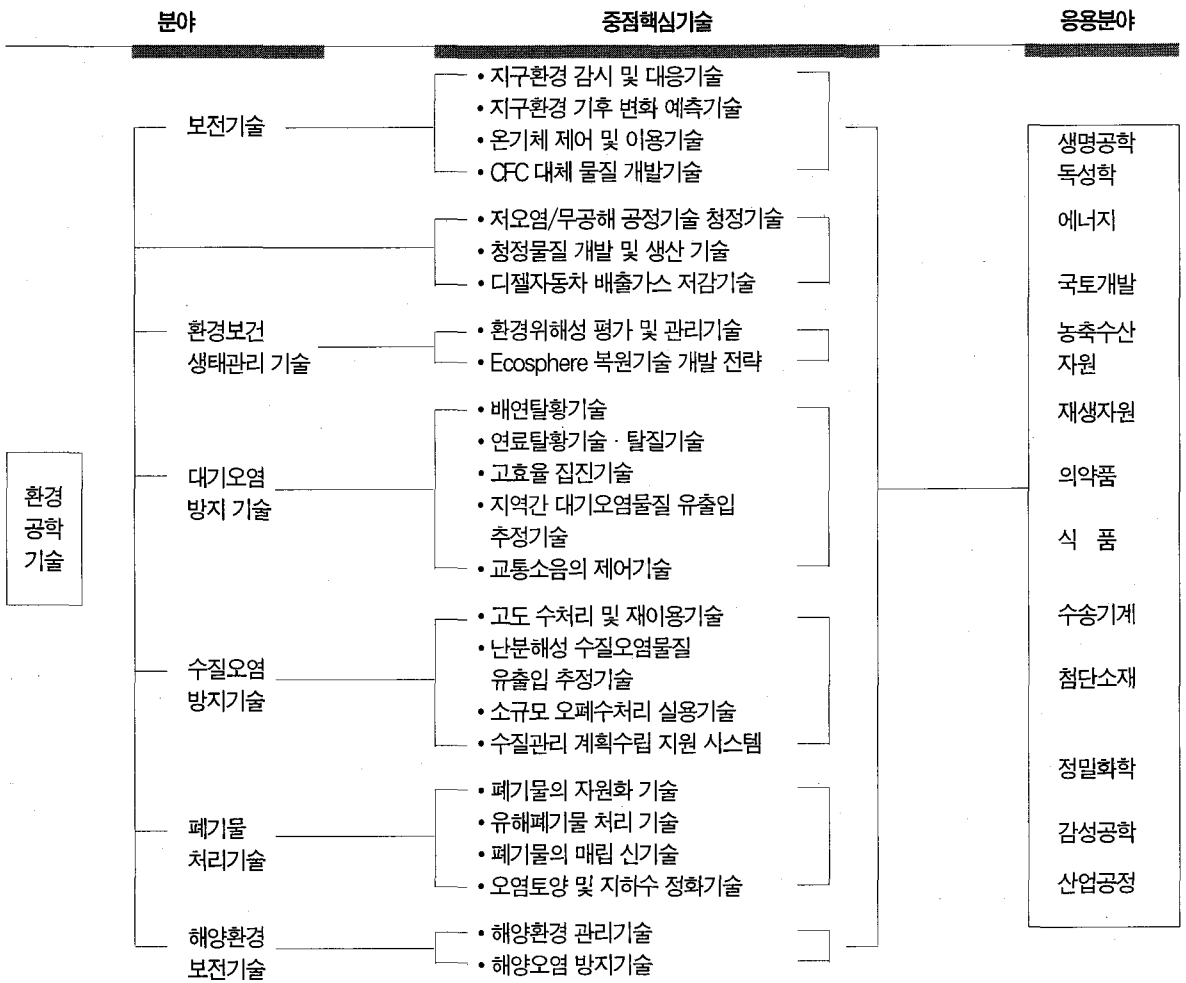 분야
중점핵심기술
응용분야
환경
공학
기술
보전기술
• 지구환경 감시 및 대응기술
• 지구환경 기후 변화 예측기술
• 온기체 제어 및 이용기술
• CFC 대체 물질 개발기술
• 저오염/무공해 공정기술 청정기술
• 청정물질 개발 및 생산 기술
• 디젤자동차 배출가스 저감기술
환경보건
생태관리 기술
• 환경위해성 평가 및 관리기술
• Ecosphere 복원기술 개발 전략
대기오염
방지 기술
• 배연탈황기술
• 연료탈황기술 · 탈질기술
• 고효율 집진기술
• 지역간 대기오염물질 유출입
추정기술
• 교통소음의 제어기술
수질오염
방지기술
• 고도 수처리 및 재이용기술
• 난분해성 수질오염물질
유출입 추정기술
• 소규모 오폐수처리 실용기술
• 수질관리 계획수립 지원 시스템
폐기물
처리기술
• 폐기물의 자원화 기술
• 유해폐기물 처리 기술
• 폐기물의 매립 신기술
• 오염토양 및 지하수 정화기술
해양환경
보전기술
• 해양환경 관리기술
• 해양오염 방지기술
생명공학
독성학
에너지
국토개발
농축수산
자원
재생자원
의약품
식 품
수송기계
첨단소재
정밀화학
감성공학
산업공정